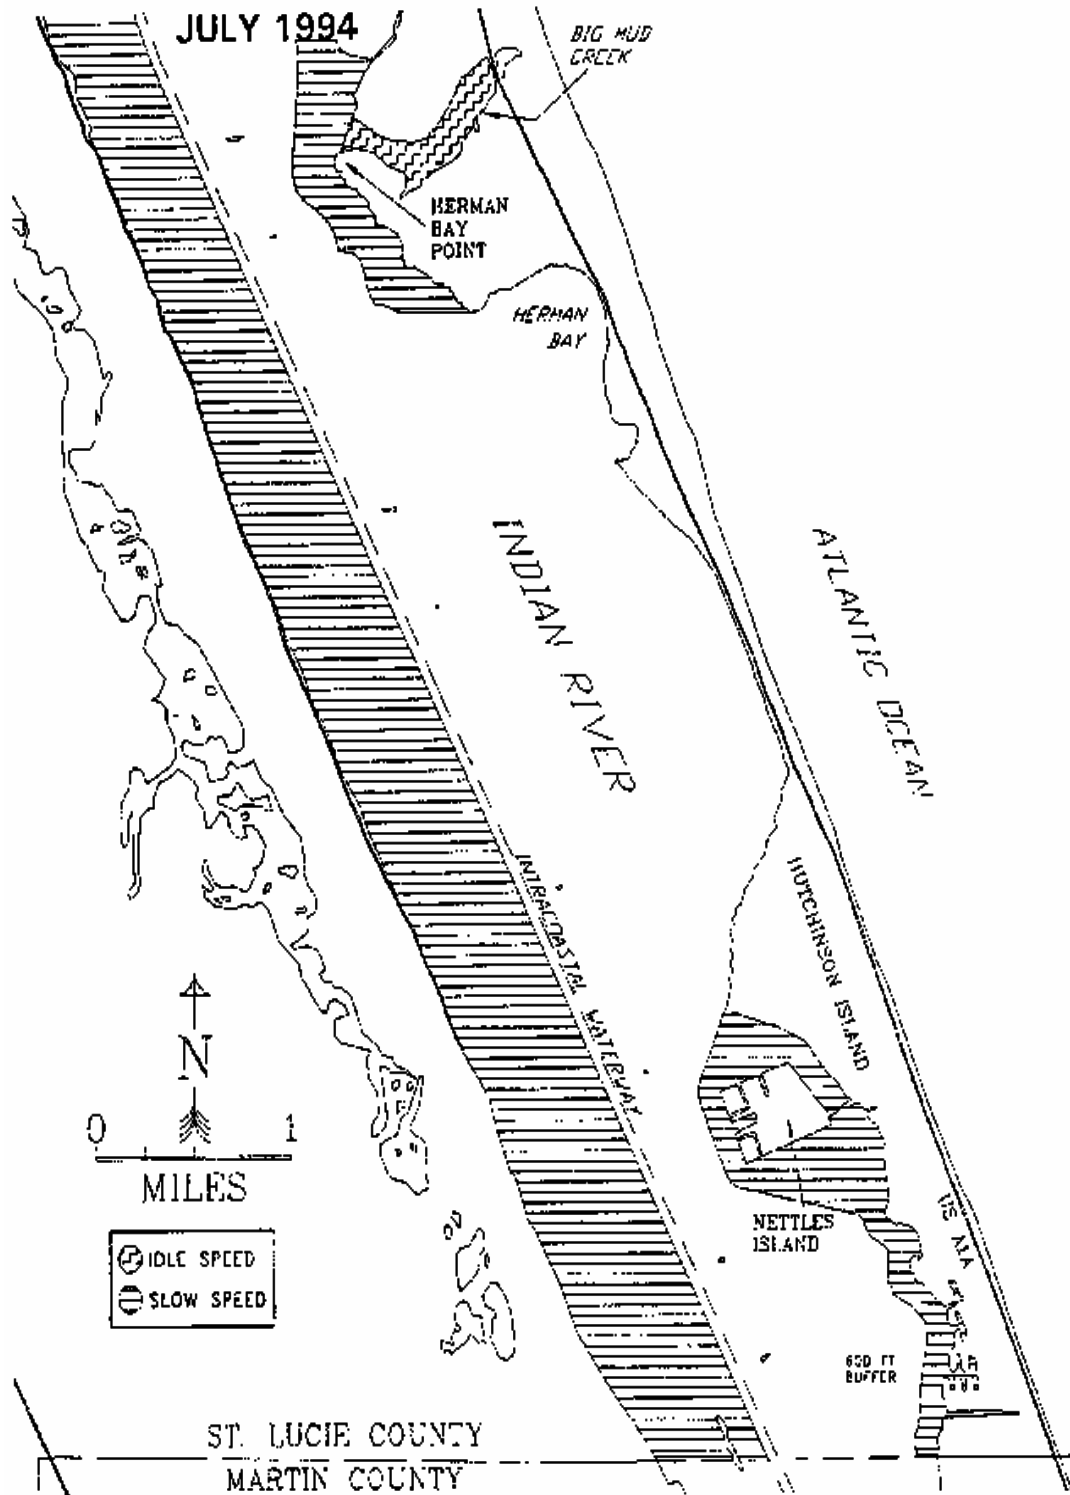 JULY 1994
BIG MUD
CREEK
HERMAN
BAY
POINT
HERMAN
BAY
INDIAN RIVER
ATLANTIC OCEAN
INTRACOASTAL WATERWAY
HUTCHINSON ISLAND
N
0 1
MILES
NETTLES
ISLAND
US A1A
IDLE SPEED
SLOW SPEED
600 FT
BUFFER
ST. LUCIE COUNTY
MARTIN COUNTY